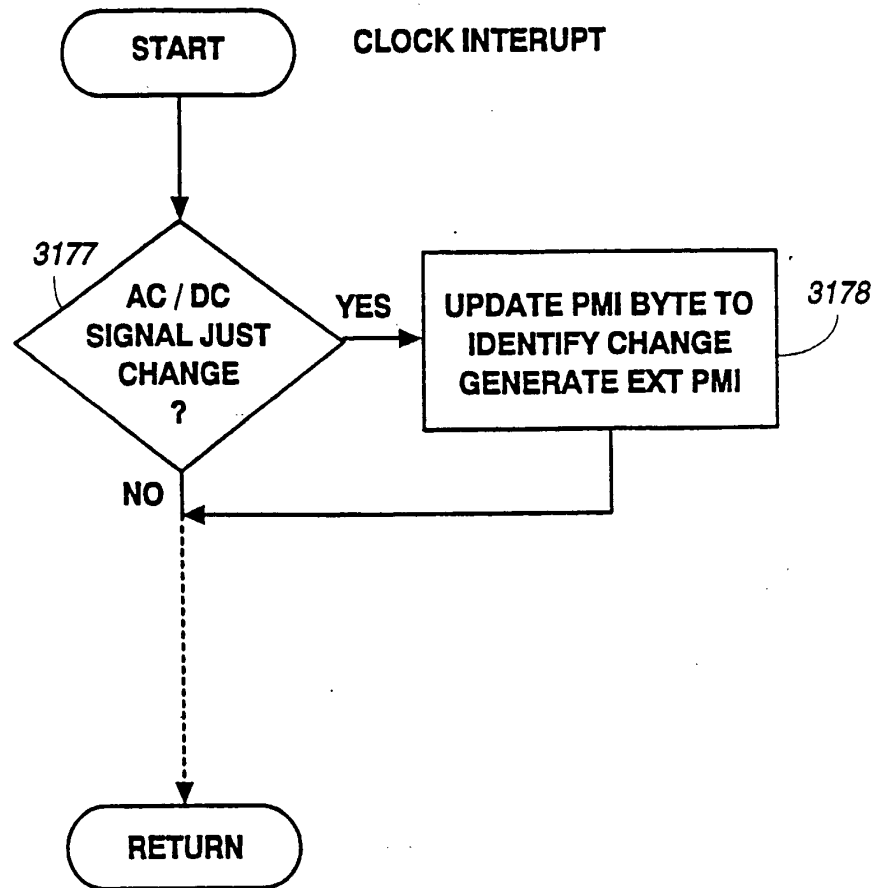 START
CLOCK INTERUPT
3177
AC / DC
SIGNAL JUST
CHANGE
?
YES
UPDATE PMI BYTE TO
IDENTIFY CHANGE
GENERATE EXT PMI
3178
NO
RETURN